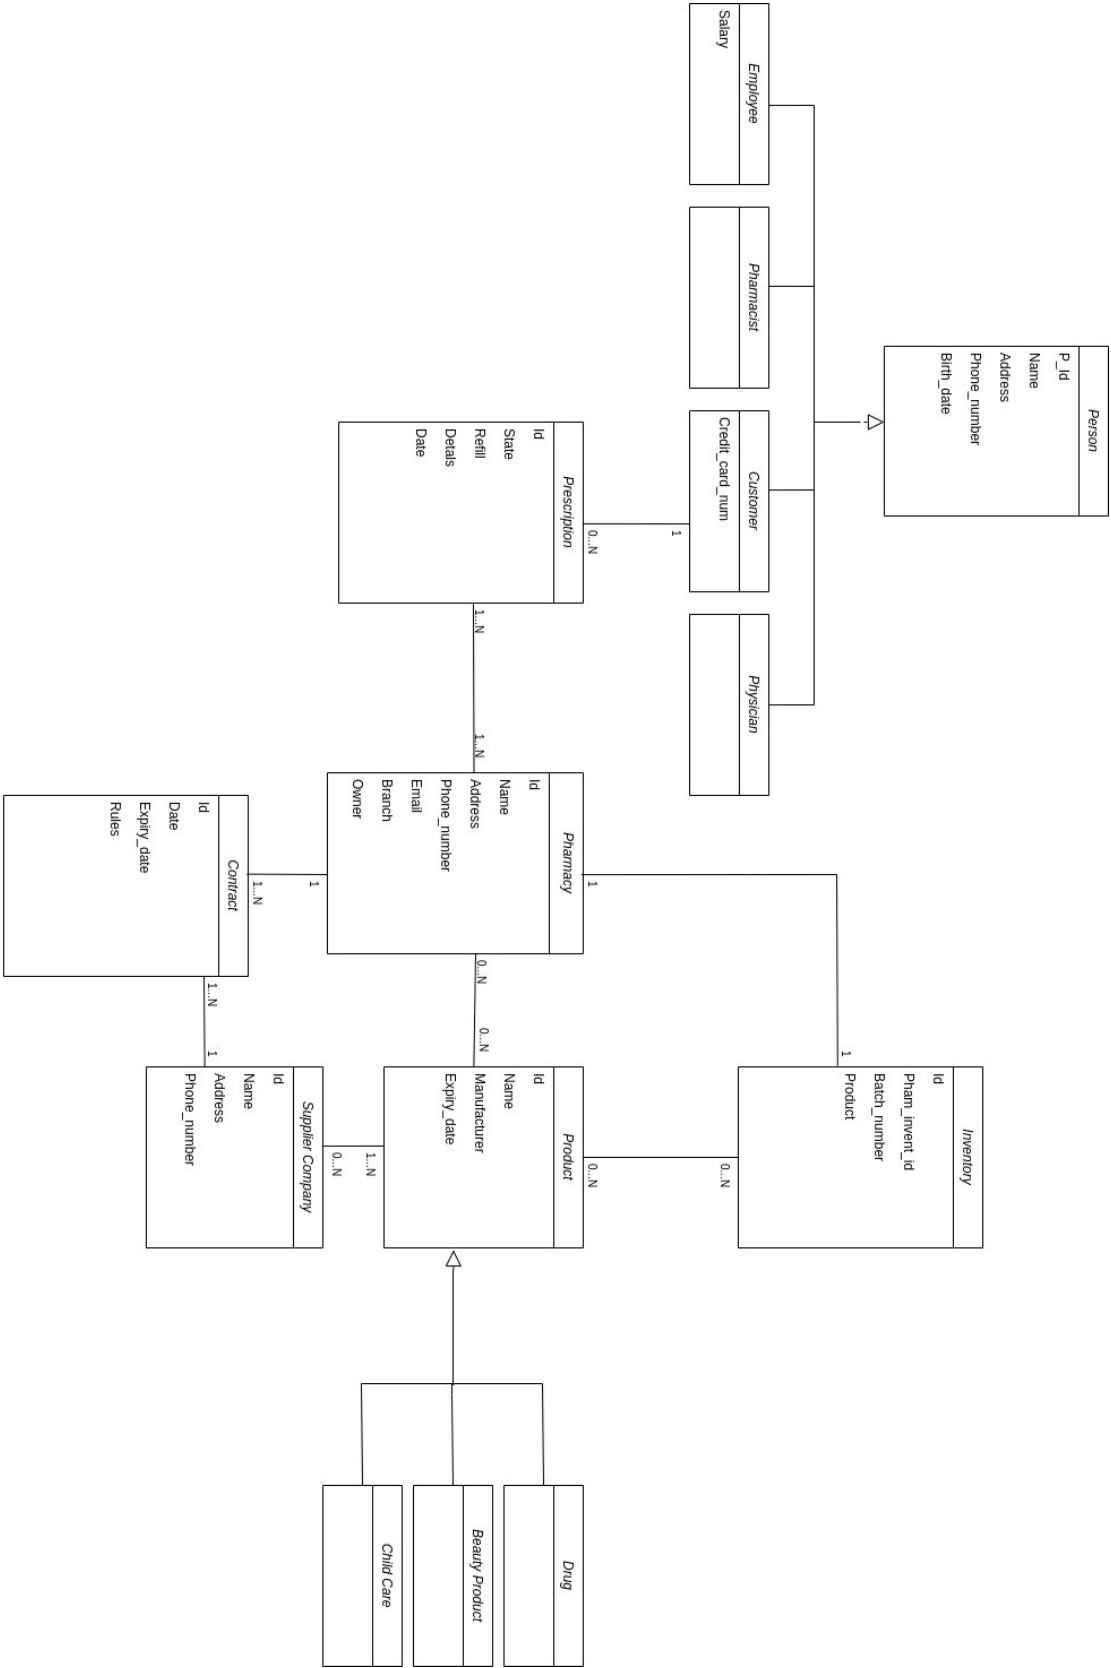 Person
P_Id
Name
Address
Phone_number
Birth_date
Employee
Salary
Pharmacist
Customer
Credit_card_num
Physician
1
0...N
Prescription
Id
State
Refill
Detals
Date
1...N
1...N
Pharmacy
Id
Name
Address
Phone_number
Email
Branch
Owner
1
1
Inventory
Id
Pham_invent_id
Batch_number
Product
0...N
0...N
0...N
0...N
Product
Id
Name
Manufacturer
Expiry_date
1
1...N
Contract
Id
Date
Expiry_date
Rules
1...N
1
1...N
0...N
Supplier Company
Id
Name
Address
Phone_number
Drug
Beauty Product
Child Care